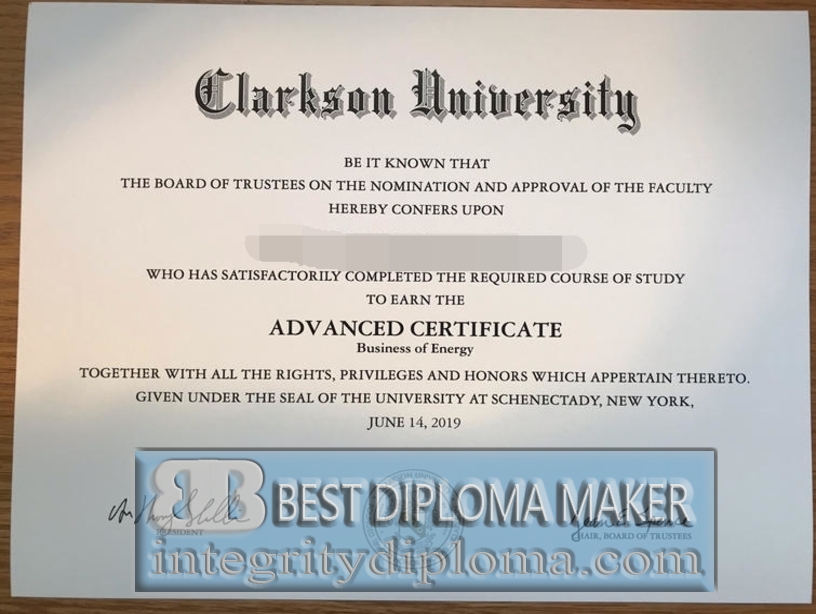 Clarkson University
BE IT KNOWN THAT
THE BOARD OF TRUSTEES ON THE NOMINATION AND APPROVAL OF THE FACULTY
HEREBY CONFERS UPON
WHO HAS SATISFACTORILY COMPLETED THE REQUIRED COURSE OF STUDY
TO EARN THE
ADVANCED CERTIFICATE
Business of Energy
TOGETHER WITH ALL THE RIGHTS, PRIVILEGES AND HONORS WHICH APPERTAIN THERETO.
GIVEN UNDER THE SEAL OF THE UNIVERSITY AT SCHENECTADY, NEW YORK,
JUNE 14, 2019
BB BEST DIPLOMA MAKER
PRESIDENT
CHAIR, BOARD OF TRUSTEES
integritydiploma.com